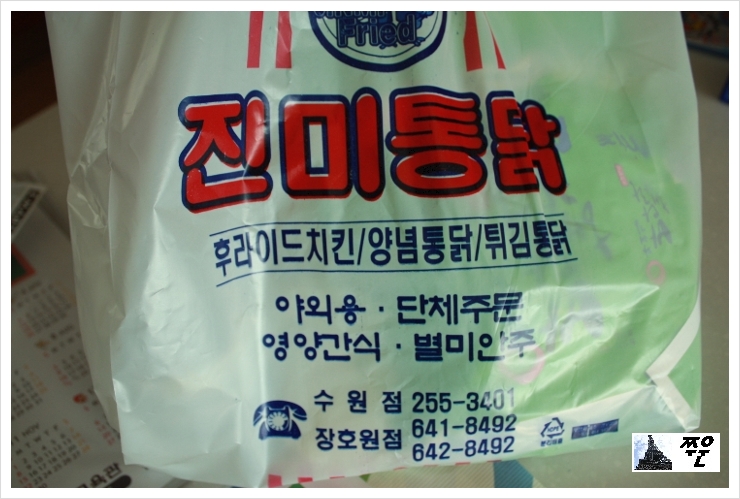 Fried
진미통닭
후라이드치킨/양념통닭/튀김통닭
야외용·단체주문
영양간식·별미안주
수원점 255-3401
장호원점 641-8492
642-8492
쭌